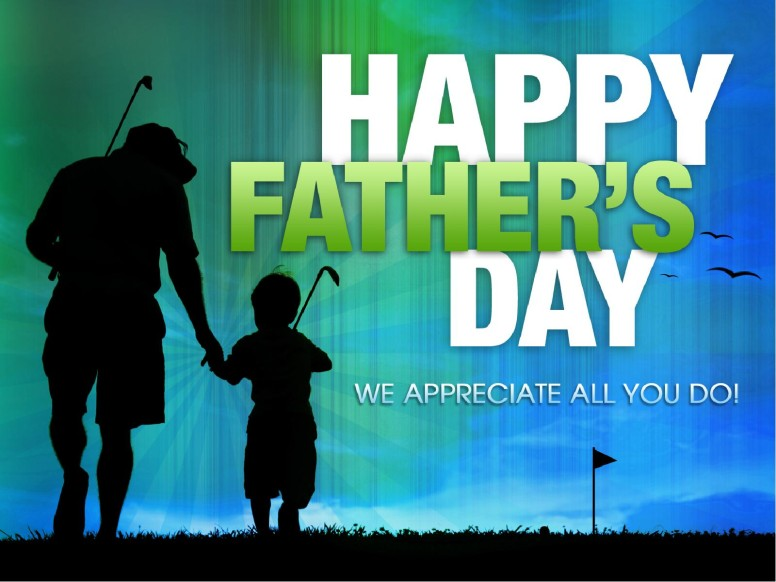 HAPPY
FATHER'S
DAY
WE APPRECIATE ALL YOU DO!